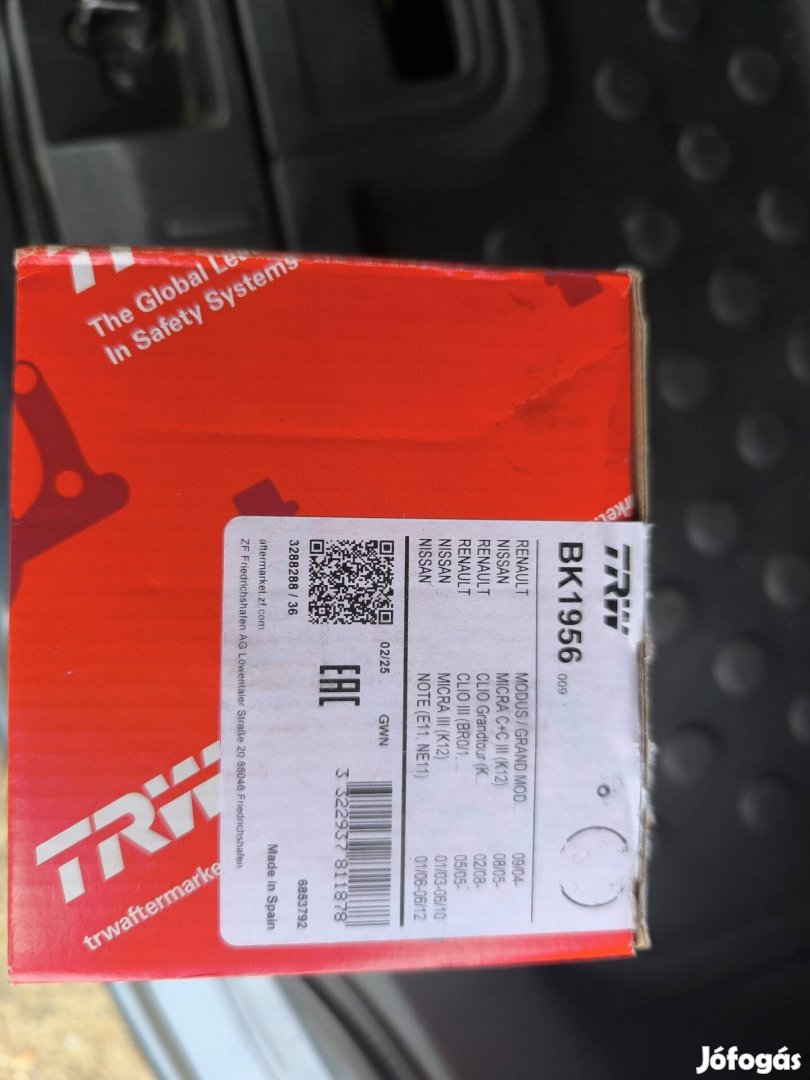 The Global
In Safety Systems
TRW
trwaftermarke
TRW
BK1956 009
RENAULT MODUS / GRAND MOD... 09/04-
NISSAN MICRA C+C III (K12) 08/05-
RENAULT CLIO Grandtour (K... 02/08-
RENAULT CLIO III (BR0/1, ... 05/05-
NISSAN MICRA III (K12) 01/03-06/10
NISSAN NOTE (E11, NE11) 01/06-06/12
02/25 GWN
EAC
3 322937 811878
3288288 / 36
6853792
aftermarket.zf.com
Made in Spain
ZF Friedrichshafen AG Löwentaler Straße 20 88046 Friedrichshafen
Jófogás